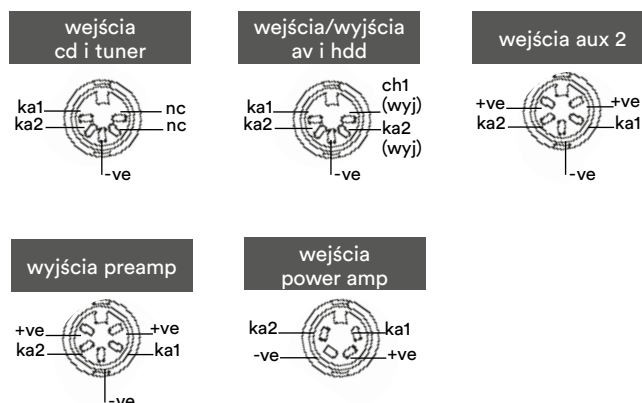 wejścia
cd i tuner
ka1
nc
ka2
nc
-ve
wejścia/wyjścia
av i hdd
ka1
ch1
(wyj)
ka2
ka2
(wyj)
-ve
wejścia aux 2
+ve
+ve
ka2
ka1
-ve
wyjścia preamp
+ve
+ve
ka2
ka1
-ve
wejścia
power amp
ka2
ka1
-ve
+ve